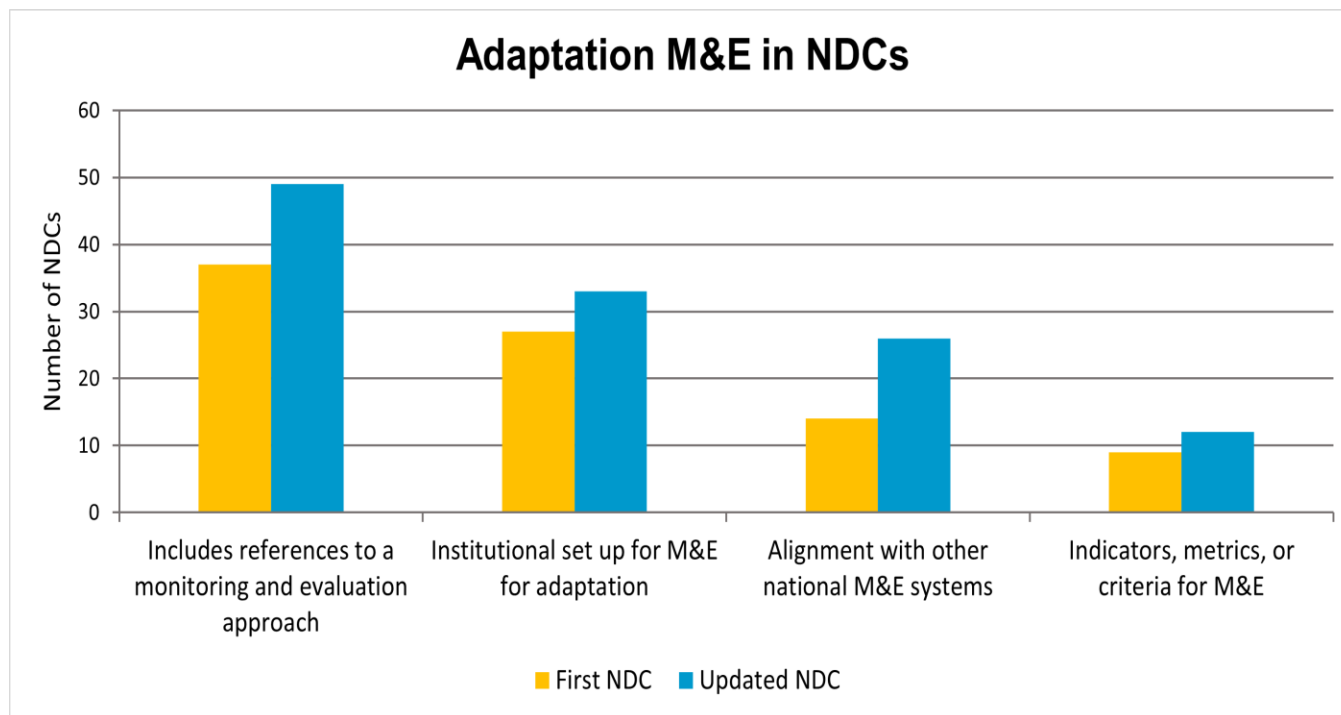 Adaptation M&E in NDCs
Number of NDCs
60
50
40
30
20
10
0
Includes references to a
monitoring and evaluation
approach
Institutional set up for M&E
for adaptation
Alignment with other
national M&E systems
Indicators, metrics, or
criteria for M&E
First NDC
Updated NDC